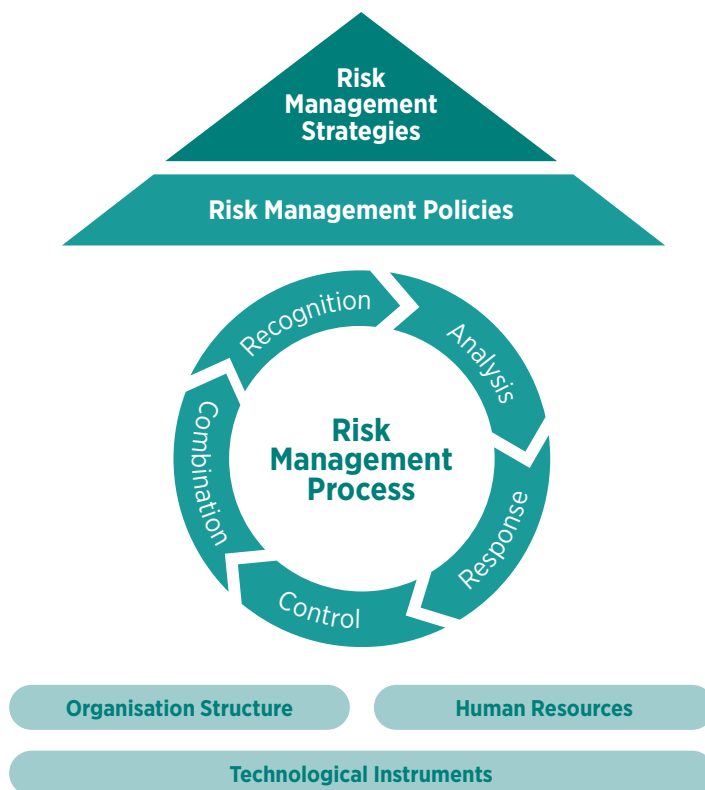 Risk
Management
Strategies
Risk Management Policies
Recognition
Analysis
Response
Control
Combination
Risk
Management
Process
Organisation Structure
Human Resources
Technological Instruments